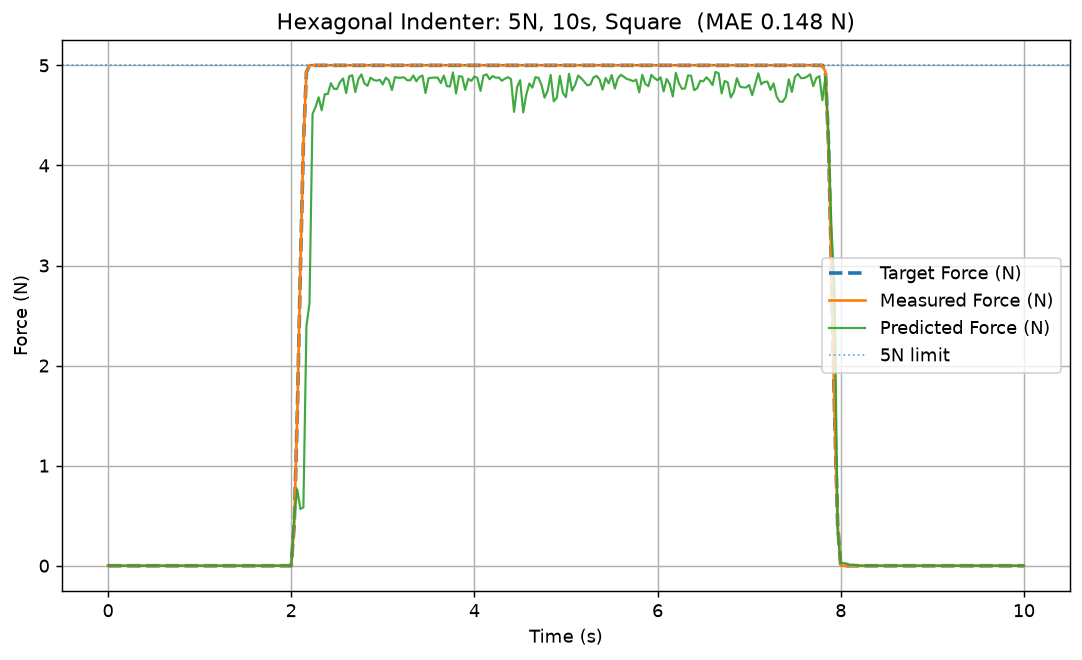 Hexagonal Indenter: 5N, 10s, Square  (MAE 0.148 N)
Force (N)
5
4
3
2
1
0
Target Force (N)
Measured Force (N)
Predicted Force (N)
5N limit
0 2 4 6 8 10
Time (s)